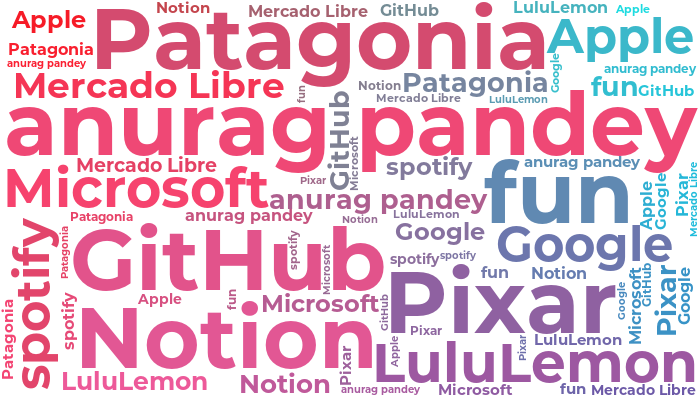 Notion
Mercado Libre
GitHub
LuluLemon
Apple
Apple
Patagonia
Apple
Patagonia
anurag pandey
Google
anurag pandey
Mercado Libre
fun
Notion
Patagonia
fun
GitHub
Mercado Libre
LuluLemon
anurag pandey
GitHub
Microsoft
Mercado Libre
spotify
anurag pandey
Microsoft
Pixar
fun
Apple
Google
Pixar
Mercado Libre
anurag pandey
Patagonia
anurag pandey
Notion
LuluLemon
Google
Google
spotify
Patagonia
GitHub
spotify
Microsoft
spotify
spotify
fun
Notion
Pixar
Google
Microsoft
GitHub
Pixar
Google
Patagonia
spotify
Apple
fun
Microsoft
GitHub
Notion
Pixar
LuluLemon
Apple
Pixar
LuluLemon
LuluLemon
Notion
Pixar
anurag pandey
Microsoft
fun
Mercado Libre